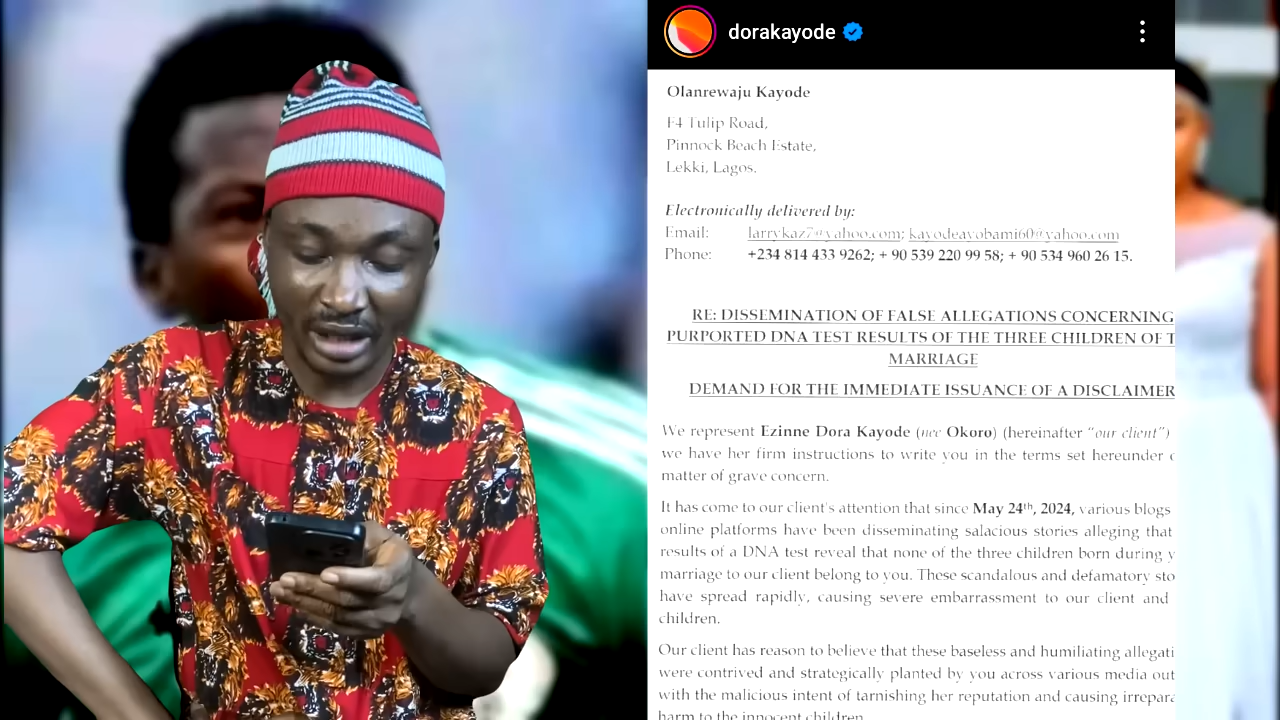 dorakayode
Olanrewaju Kayode
F4 Tulip Road,
Pinnock Beach Estate,
Lekki, Lagos.
Electronically delivered by:
Email: larrykaz7@yahoo.com; kayodeayobami60@yahoo.com
Phone: +234 814 433 9262; + 90 539 220 99 58; + 90 534 960 26 15.
RE: DISSEMINATION OF FALSE ALLEGATIONS CONCERNING
PURPORTED DNA TEST RESULTS OF THE THREE CHILDREN OF T
MARRIAGE
DEMAND FOR THE IMMEDIATE ISSUANCE OF A DISCLAIMER
We represent Ezinne Dora Kayode (nee Okoro) (hereinafter “our client”)
we have her firm instructions to write you in the terms set hereunder
matter of grave concern.
It has come to our client's attention that since May 24th, 2024, various blogs
online platforms have been disseminating salacious stories alleging that
results of a DNA test reveal that none of the three children born during y
marriage to our client belong to you. These scandalous and defamatory sto
have spread rapidly, causing severe embarrassment to our client and
children.
Our client has reason to believe that these baseless and humiliating allegati
were contrived and strategically planted by you across various media out
with the malicious intent of tarnishing her reputation and causing irrepara
harm to the innocent children.